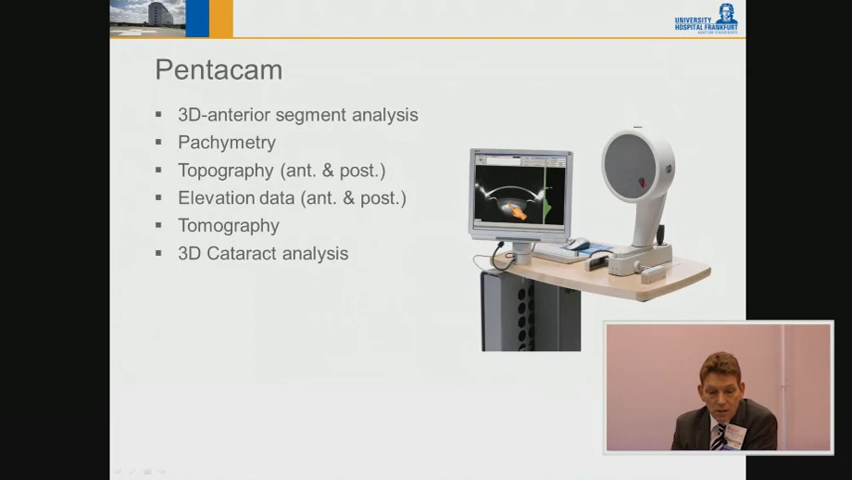 UNIVERSITY
HOSPITAL FRANKFURT
Pentacam
3D-anterior segment analysis
Pachymetry
Topography (ant. & post.)
Elevation data (ant. & post.)
Tomography
3D Cataract analysis